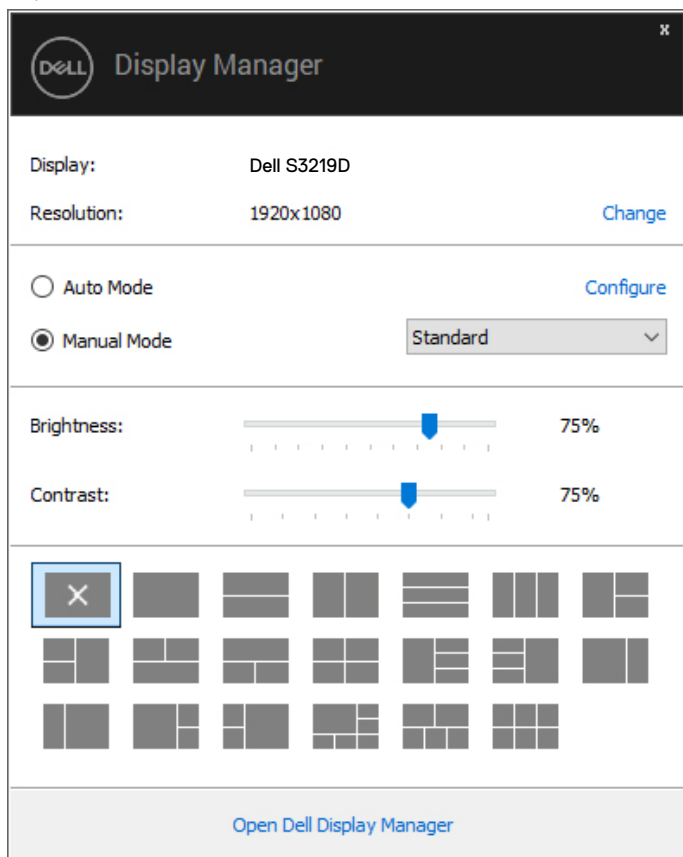 x
DELL Display Manager
Display: Dell S3219D
Resolution: 1920x1080 Change
Auto Mode Configure
Manual Mode Standard
Brightness: 75%
Contrast: 75%
Open Dell Display Manager